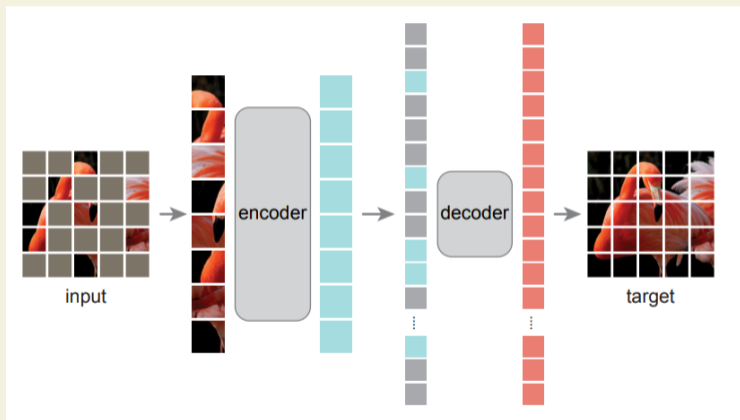 input
encoder
decoder
target